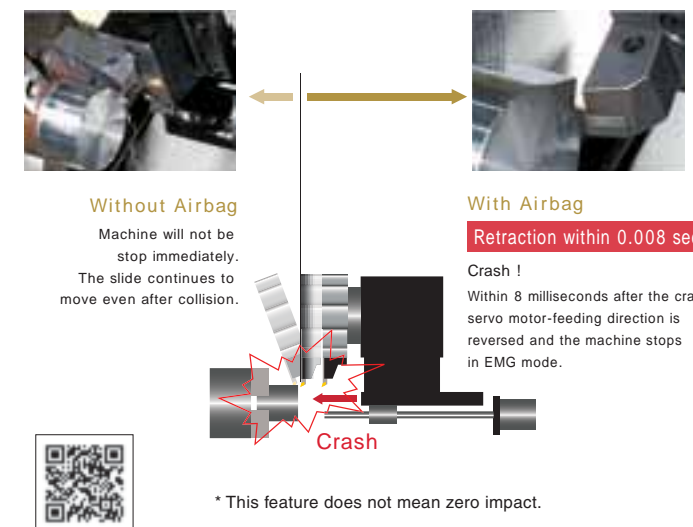 Without Airbag
Machine will not be
stop immediately.
The slide continues to
move even after collision.
With Airbag
Retraction within 0.008
Crash !
Within 8 milliseconds after the
servo motor-feeding direction is
reversed and the machine stops
in EMG mode.
Crash
* This feature does not mean zero impact.